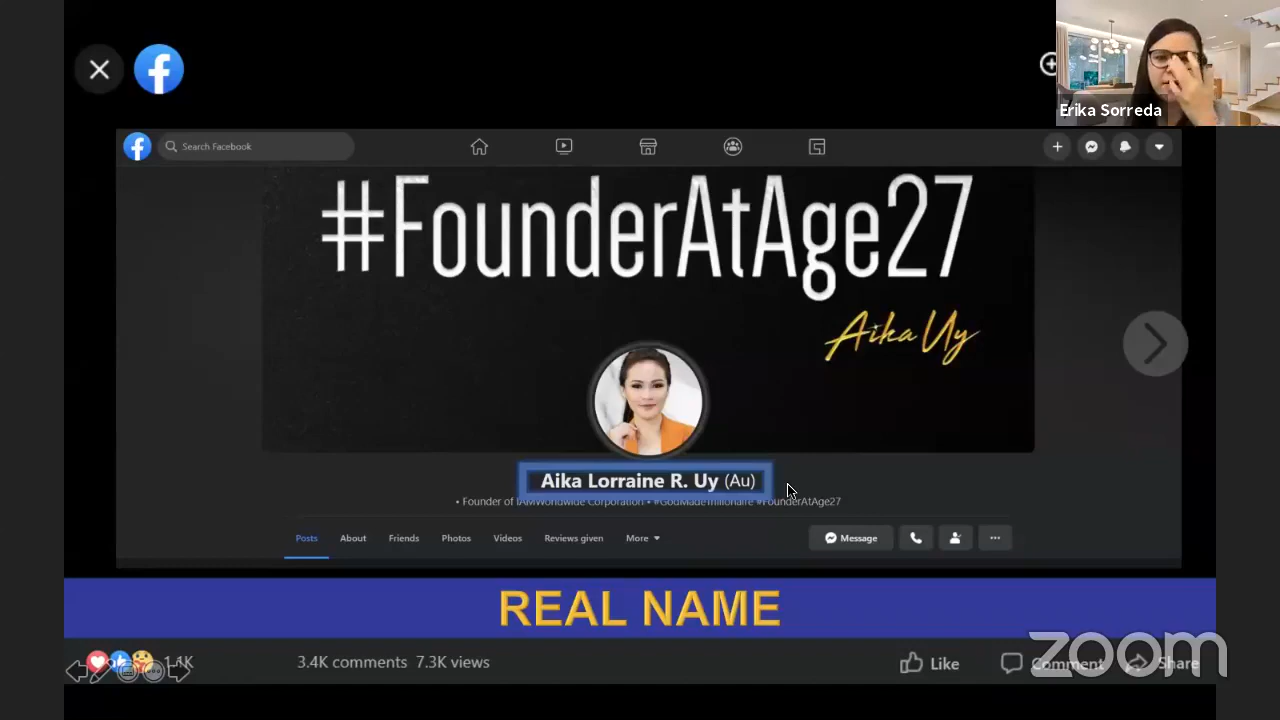 Erika Sorreda
Search Facebook
#FounderAtAge27
Aika Uy
Aika Lorraine R. Uy (Au)
• Founder of IAMWorldwide Corporation • #GodMadeTrillionaire #FounderAtAge27
Posts About Friends Photos Videos Reviews given More Message
REAL NAME
1.1K 3.4K comments 7.3K views Like Comment Share
zoom